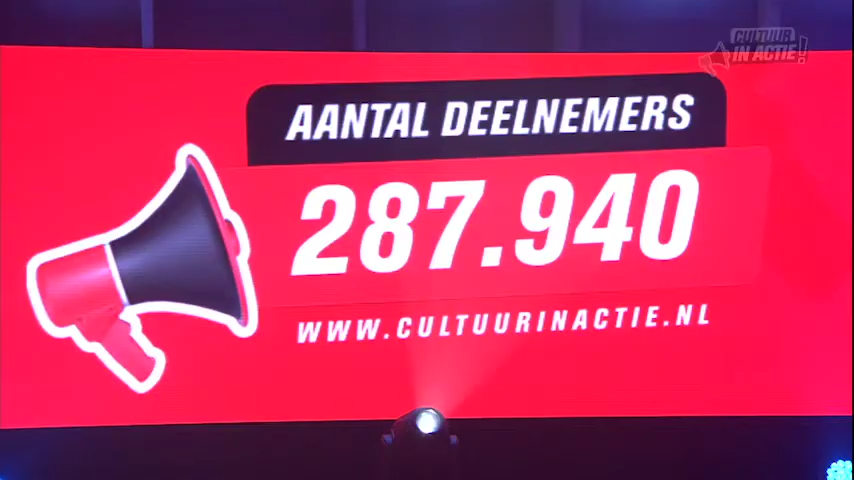 CULTUUR
IN ACTIE!
AANTAL DEELNEMERS
287.940
WWW.CULTUURINACTIE.NL